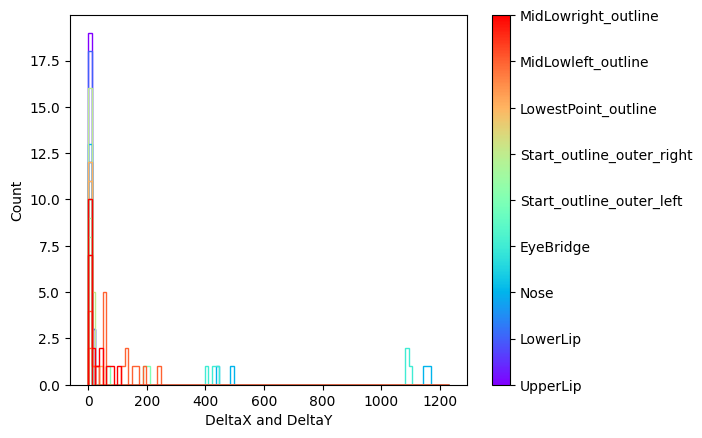 Count
17.5
15.0
12.5
10.0
7.5
5.0
2.5
0.0
0 200 400 600 800 1000 1200
DeltaX and DeltaY
MidLowright_outline
MidLowleft_outline
LowestPoint_outline
Start_outline_outer_right
Start_outline_outer_left
EyeBridge
Nose
LowerLip
UpperLip